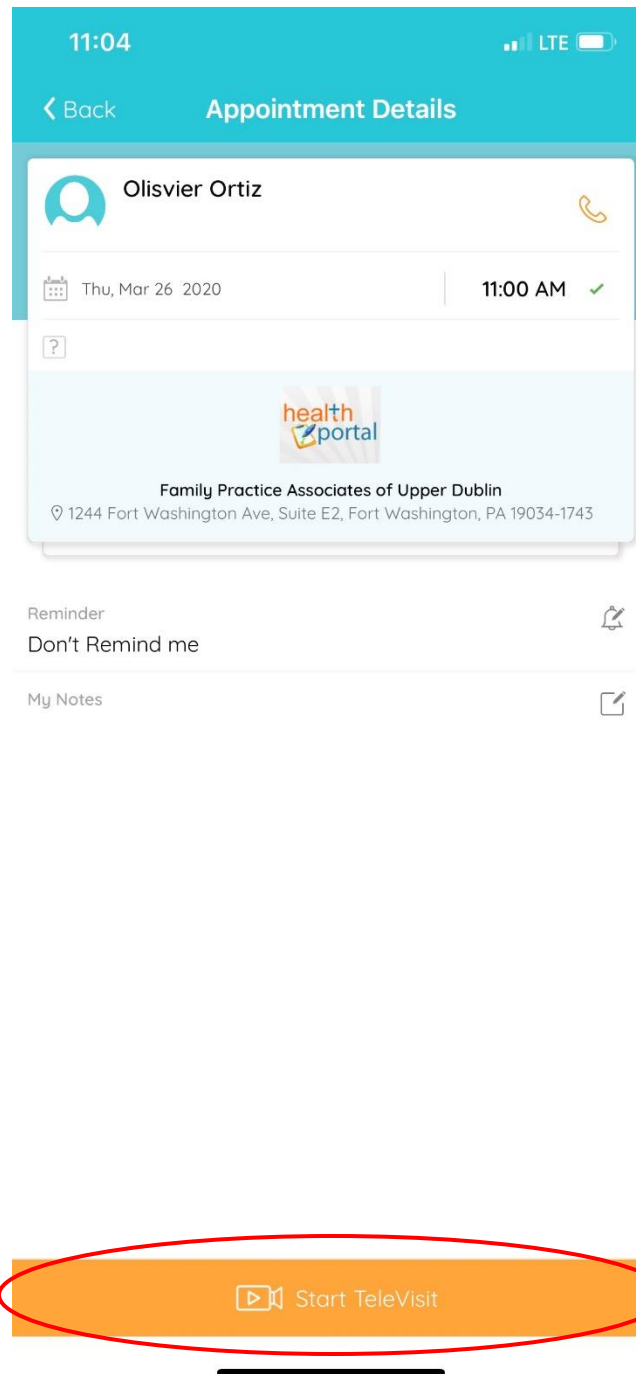 11:04 LTE
Back Appointment Details
Olisvier Ortiz
Thu, Mar 26 2020 11:00 AM
?
health
portal
Family Practice Associates of Upper Dublin
1244 Fort Washington Ave, Suite E2, Fort Washington, PA 19034-1743
Reminder
Don't Remind me
My Notes
Start TeleVisit